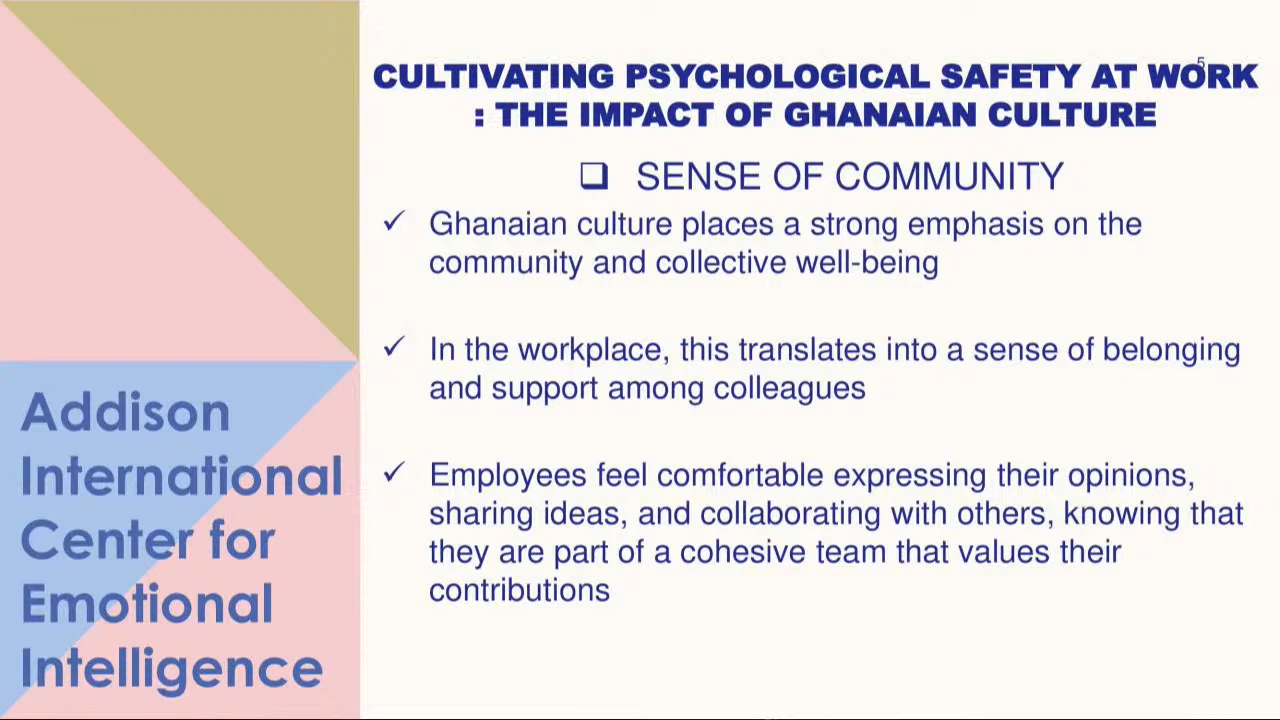 5
CULTIVATING PSYCHOLOGICAL SAFETY AT WORK
: THE IMPACT OF GHANAIAN CULTURE
❑ SENSE OF COMMUNITY
✓ Ghanaian culture places a strong emphasis on the
community and collective well-being
✓ In the workplace, this translates into a sense of belonging
and support among colleagues
✓ Employees feel comfortable expressing their opinions,
sharing ideas, and collaborating with others, knowing that
they are part of a cohesive team that values their
contributions
Addison
International
Center for
Emotional
Intelligence